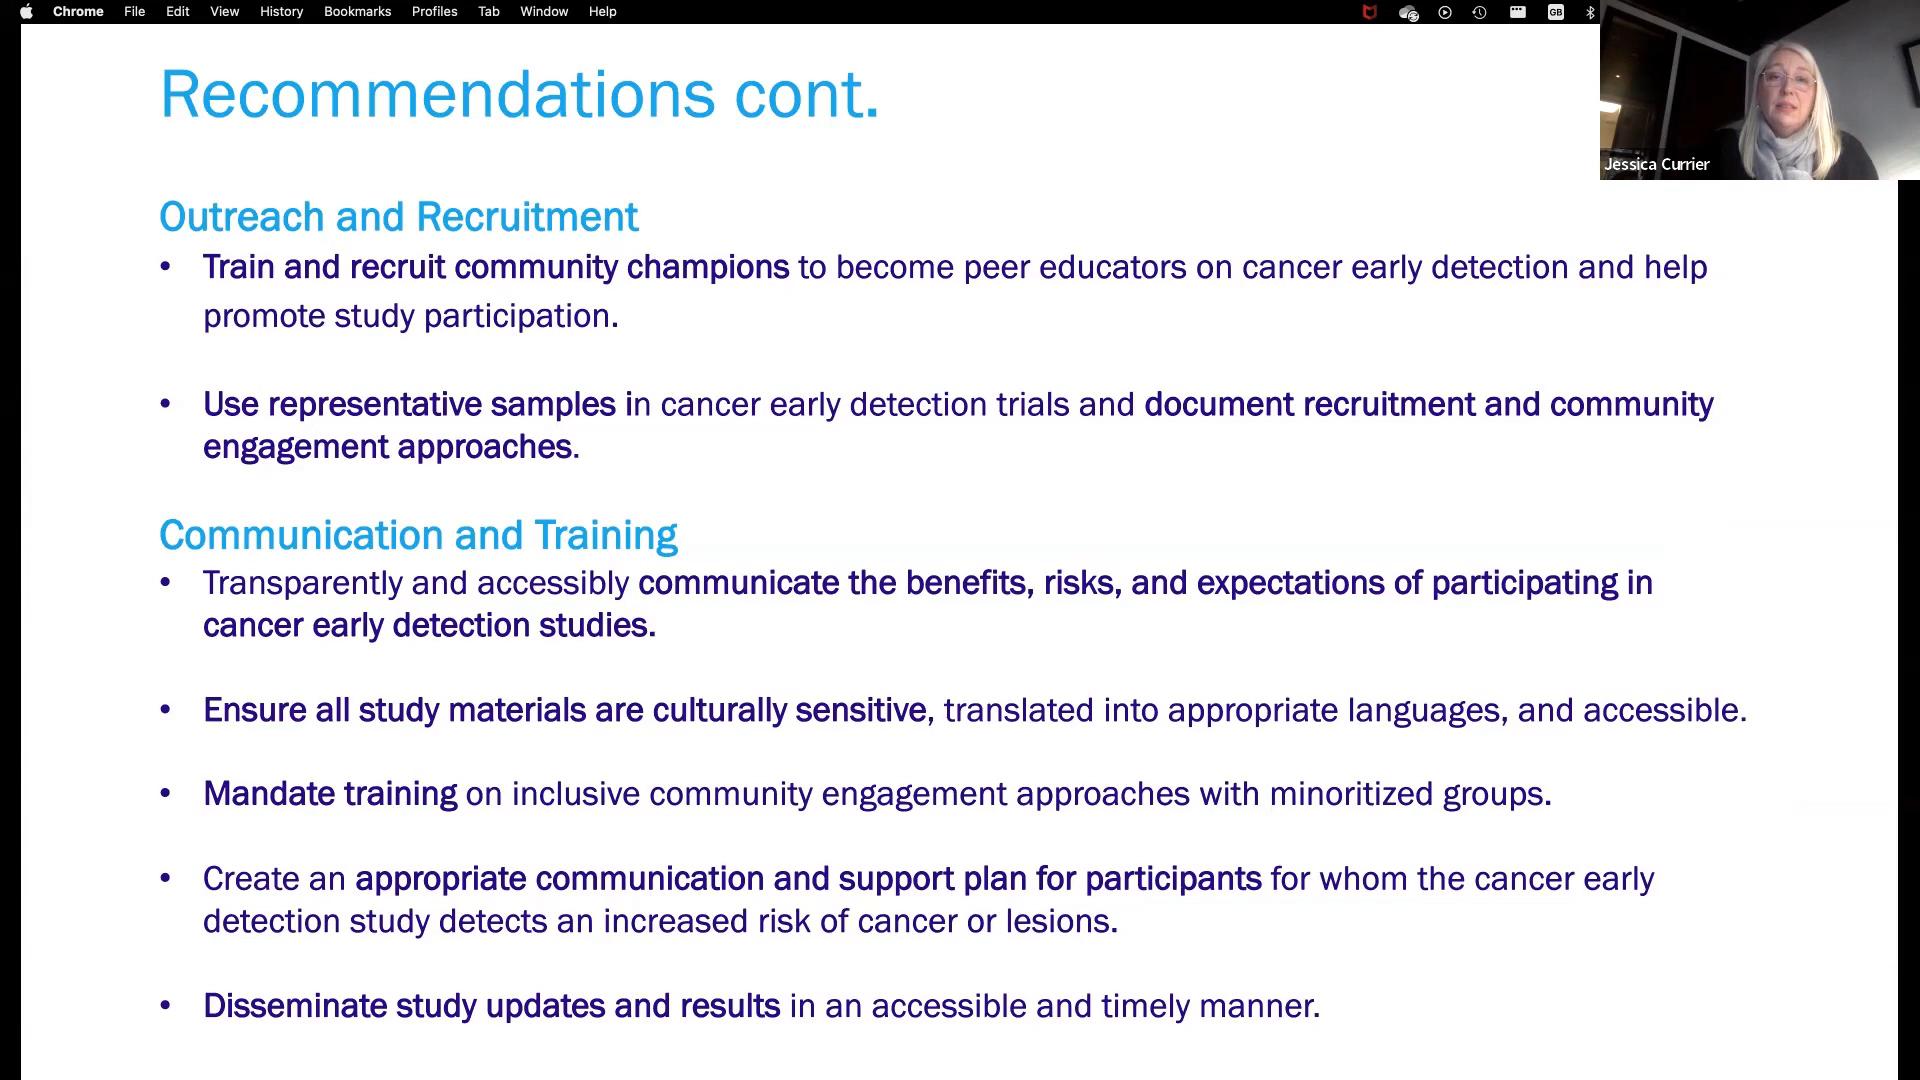 Chrome File Edit View History Bookmarks Profiles Tab Window Help
GB
Recommendations cont.
Jessica Currier
Outreach and Recruitment
• Train and recruit community champions to become peer educators on cancer early detection and help
promote study participation.
• Use representative samples in cancer early detection trials and document recruitment and community
engagement approaches.
Communication and Training
• Transparently and accessibly communicate the benefits, risks, and expectations of participating in
cancer early detection studies.
• Ensure all study materials are culturally sensitive, translated into appropriate languages, and accessible.
• Mandate training on inclusive community engagement approaches with minoritized groups.
• Create an appropriate communication and support plan for participants for whom the cancer early
detection study detects an increased risk of cancer or lesions.
• Disseminate study updates and results in an accessible and timely manner.